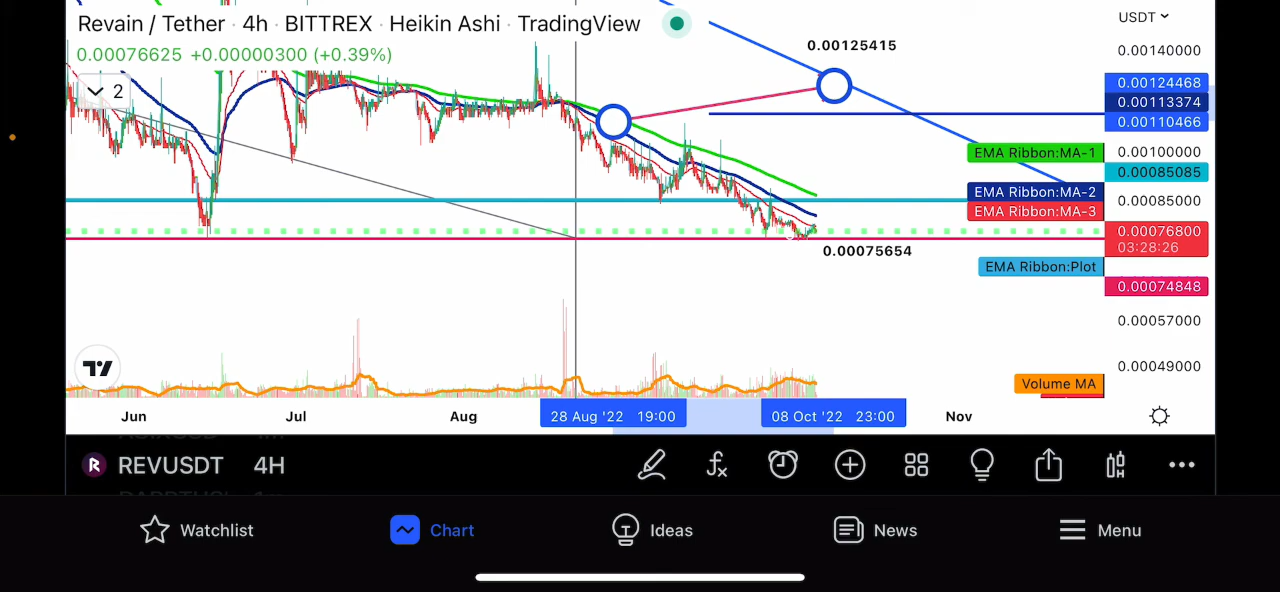 Revain / Tether · 4h · BITTREX · Heikin Ashi · TradingView
USDT
0.00076625 +0.00000300 (+0.39%)
2
0.00125415
0.00140000
0.00124468
0.00113374
0.00110466
EMA Ribbon:MA-1
0.00100000
0.00085085
EMA Ribbon:MA-2
0.00085000
EMA Ribbon:MA-3
0.00076800
03:28:26
0.00075654
EMA Ribbon:Plot
0.00074848
0.00057000
0.00049000
Volume MA
Jun Jul Aug 28 Aug '22 19:00 08 Oct '22 23:00 Nov
R REVUSDT 4H
Watchlist Chart Ideas News Menu